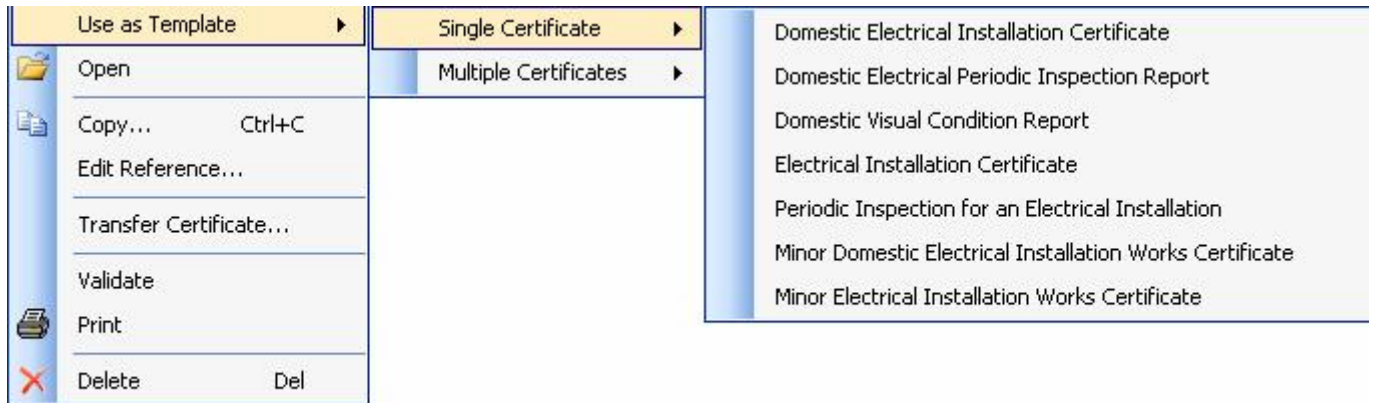 Use as Template
Open
Copy... Ctrl+C
Edit Reference...
Transfer Certificate...
Validate
Print
Delete Del
Single Certificate
Multiple Certificates
Domestic Electrical Installation Certificate
Domestic Electrical Periodic Inspection Report
Domestic Visual Condition Report
Electrical Installation Certificate
Periodic Inspection for an Electrical Installation
Minor Domestic Electrical Installation Works Certificate
Minor Electrical Installation Works Certificate